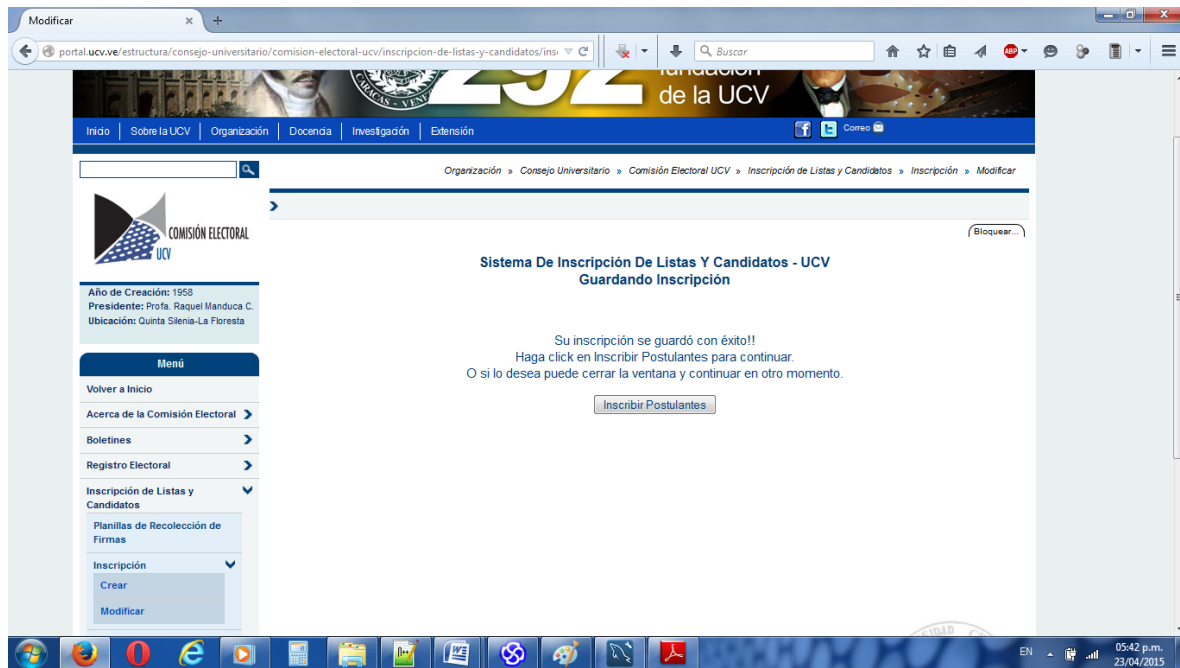 Modificar
portal.ucv.ve/estructura/consejo-universitario/comision-electoral-ucv/inscripcion-de-listas-y-candidatos/ins
Buscar
ABP
CARACAS - VENE
292
fundación
de la UCV
Inicio Sobre la UCV Organización Docencia Investigación Extensión
Correo
Organización » Consejo Universitario » Comisión Electoral UCV » Inscripción de Listas y Candidatos » Inscripción » Modificar
COMISIÓN ELECTORAL
UCV
Bloquear...
Sistema De Inscripción De Listas Y Candidatos - UCV
Guardando Inscripción
Año de Creación: 1958
Presidente: Profa. Raquel Manduca C.
Ubicación: Quinta Silenia-La Floresta
Su inscripción se guardó con éxito!!
Haga click en Inscribir Postulantes para continuar.
O si lo desea puede cerrar la ventana y continuar en otro momento.
Inscribir Postulantes
Menú
Volver a Inicio
Acerca de la Comisión Electoral
Boletines
Registro Electoral
Inscripción de Listas y
Candidatos
Planillas de Recolección de
Firmas
Inscripción
Crear
Modificar
EN
05:42 p.m.
23/04/2015